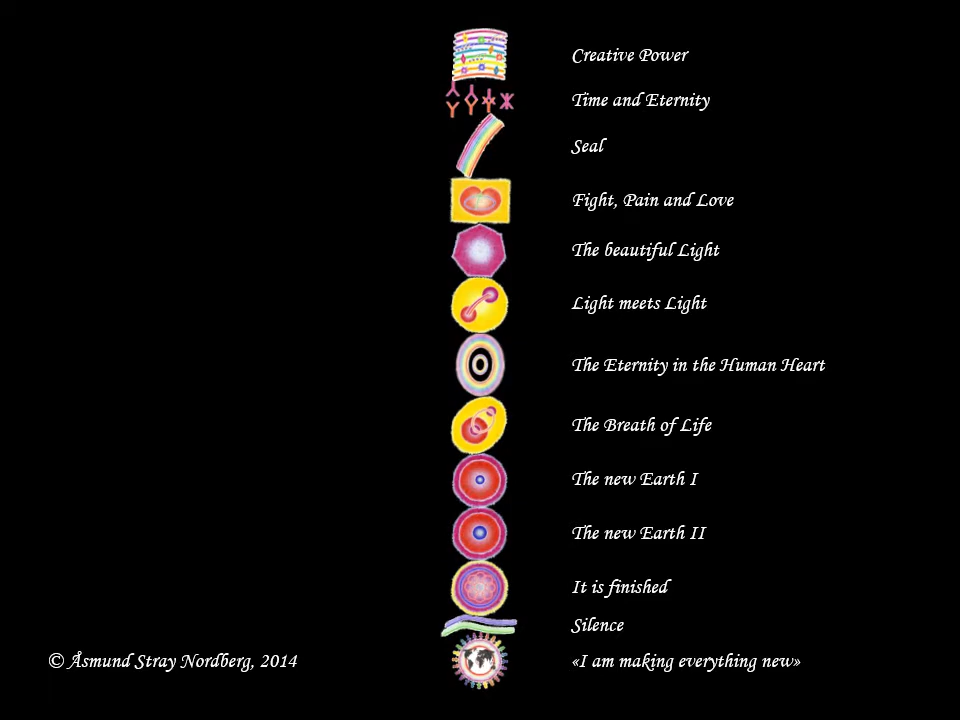 Creative Power
Time and Eternity
Seal
Fight, Pain and Love
The beautiful Light
Light meets Light
The Eternity in the Human Heart
The Breath of Life
The new Earth I
The new Earth II
It is finished
Silence
© Åsmund Stray Nordberg, 2014
«I am making everything new»